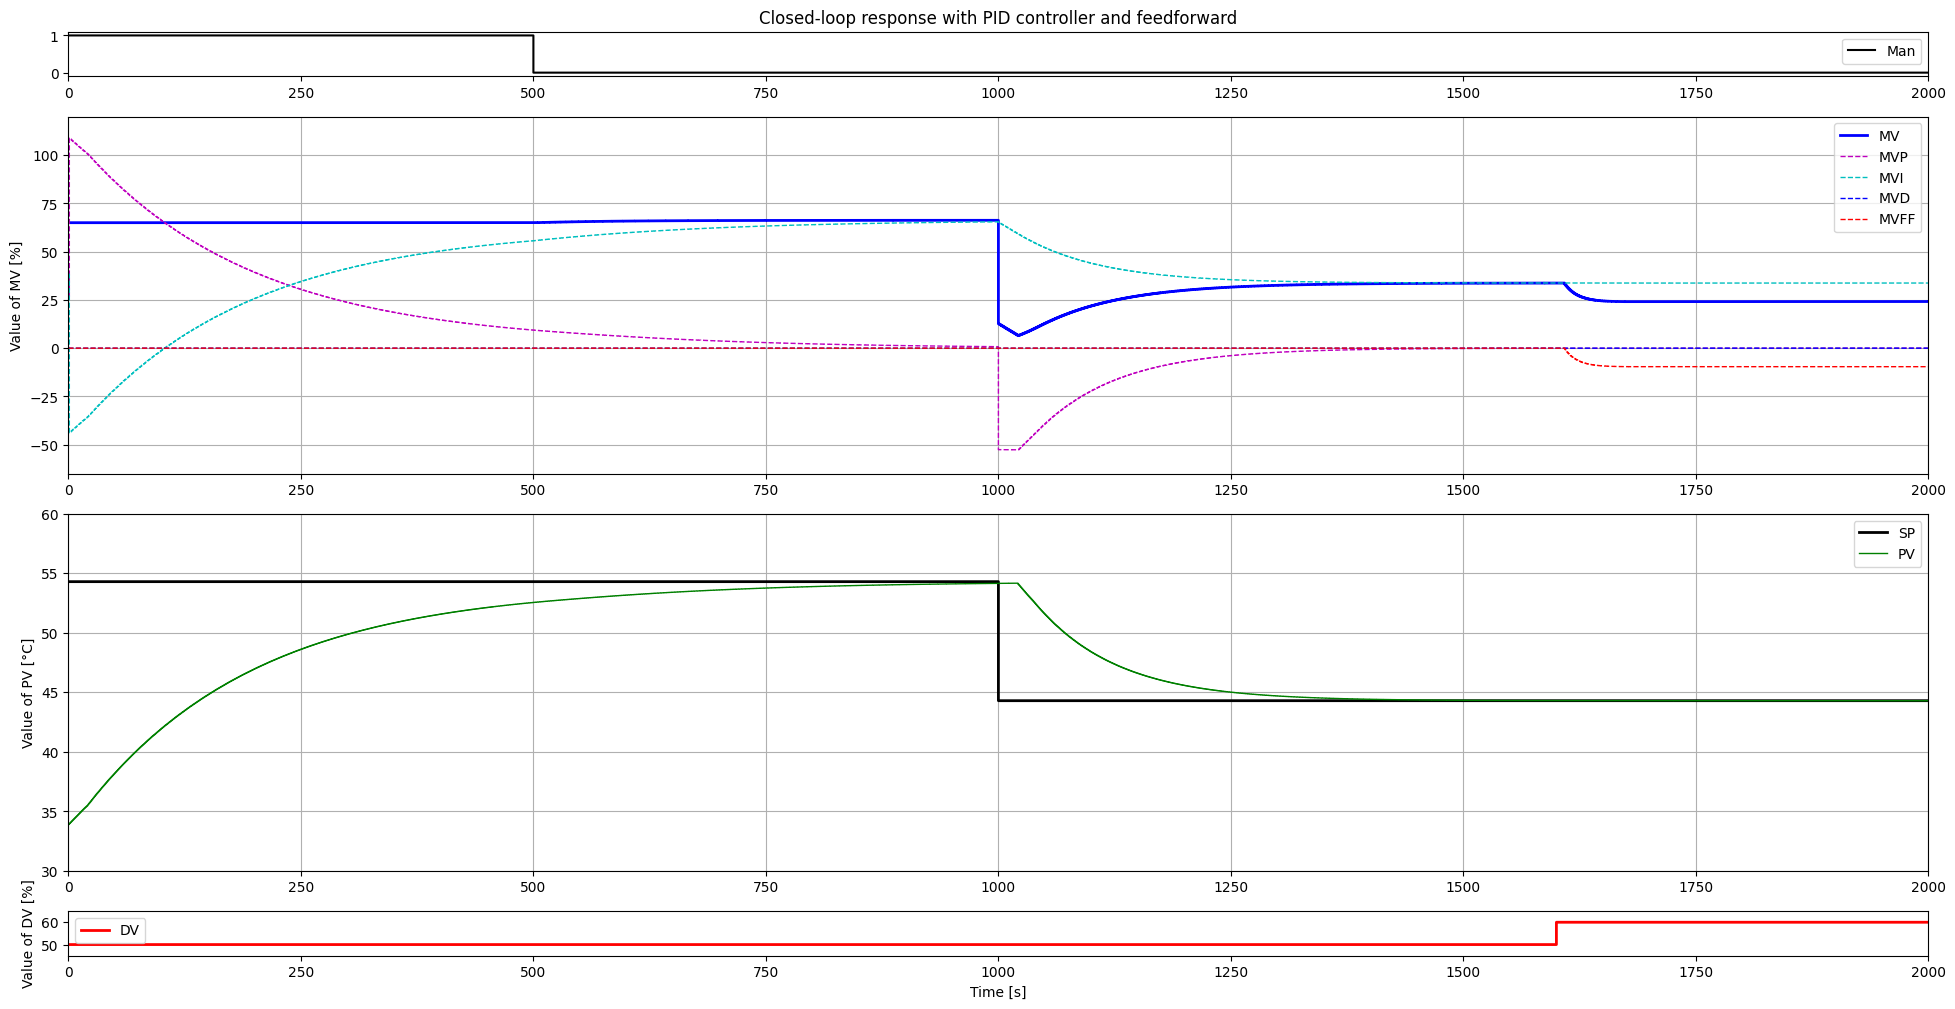 Closed-loop response with PID controller and feedforward
1
0
Man
0 250 500 750 1000 1250 1500 1750 2000
Value of MV [%]
100
75
50
25
0
−25
−50
MV
MVP
MVI
MVD
MVFF
0 250 500 750 1000 1250 1500 1750 2000
Value of PV [°C]
60
55
50
45
40
35
30
SP
PV
0 250 500 750 1000 1250 1500 1750 2000
Value of DV [%]
60
50
DV
0 250 500 750 1000 1250 1500 1750 2000
Time [s]